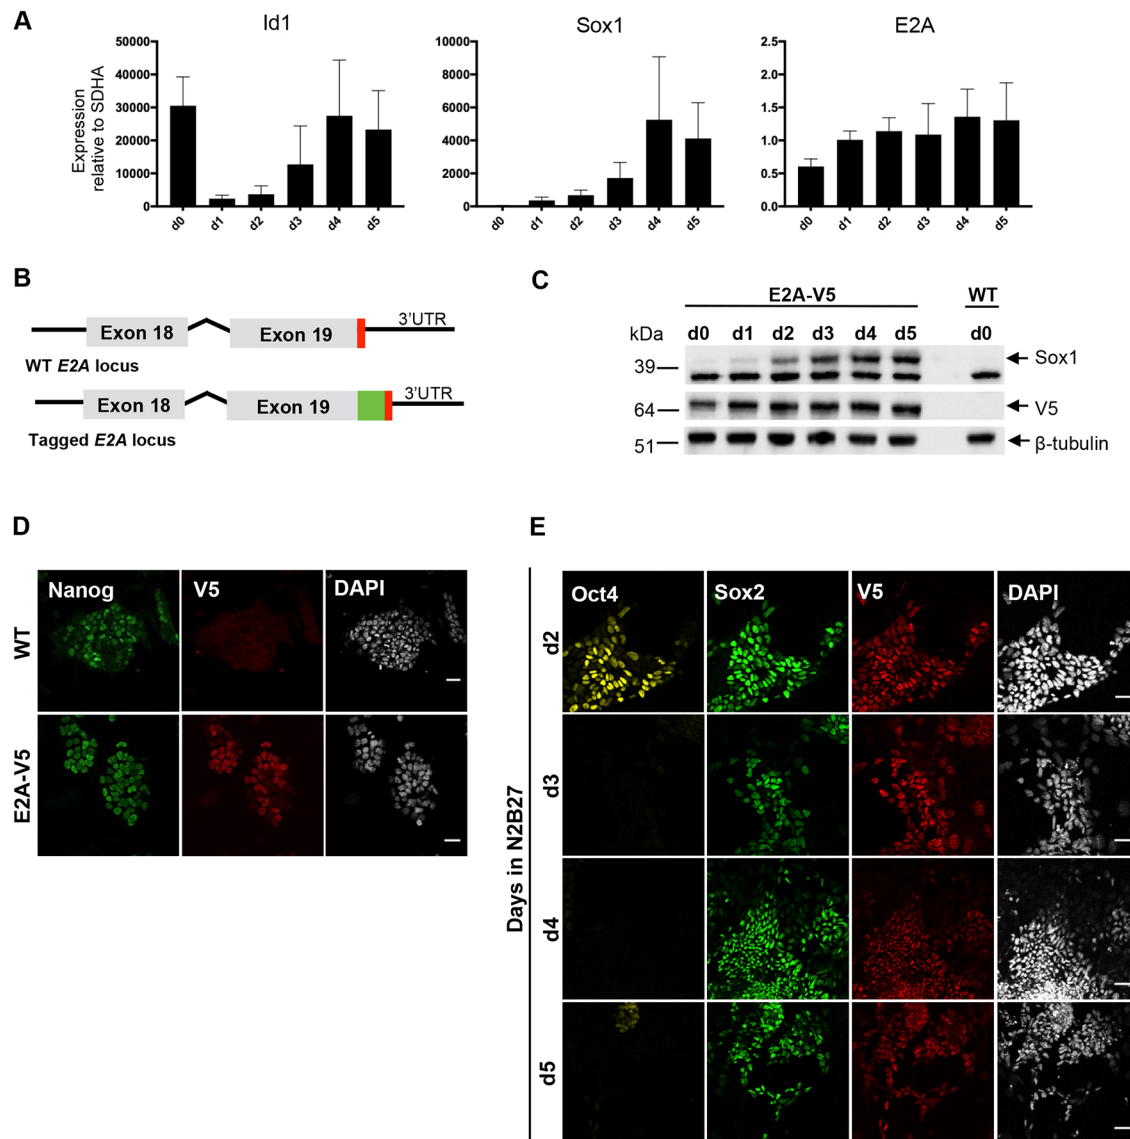 A
Id1
Sox1
E2A
Expression
relative to SDHA
50000
40000
30000
20000
10000
0
d0 d1 d2 d3 d4 d5
10000
8000
6000
4000
2000
0
d0 d1 d2 d3 d4 d5
2.5
2.0
1.5
1.0
0.5
0.0
d0 d1 d2 d3 d4 d5
B
Exon 18
Exon 19
3'UTR
WT E2A locus
Exon 18
Exon 19
3'UTR
Tagged E2A locus
C
E2A-V5 WT
kDa d0 d1 d2 d3 d4 d5 d0
39 Sox1
64 V5
51 β-tubulin
D
Nanog V5 DAPI
WT
E2A-V5
E
Oct4 Sox2 V5 DAPI
Days in N2B27
d2
d3
d4
d5